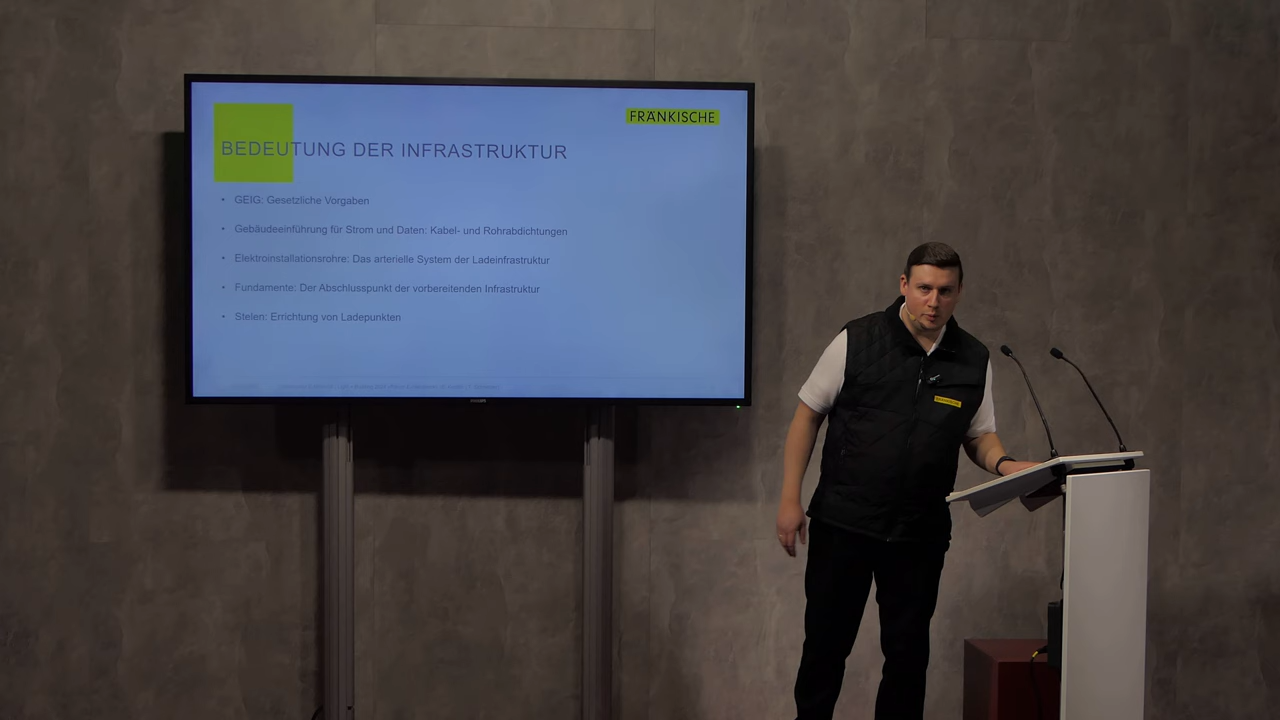 FRÄNKISCHE
BEDEUTUNG DER INFRASTRUKTUR
• GEIG: Gesetzliche Vorgaben
• Gebäudeeinführung für Strom und Daten: Kabel- und Rohrabdichtungen
• Elektroinstallationsrohre: Das arterielle System der Ladeinfrastruktur
• Fundamente: Der Abschlusspunkt der vorbereitenden Infrastruktur
• Stelen: Errichtung von Ladepunkten